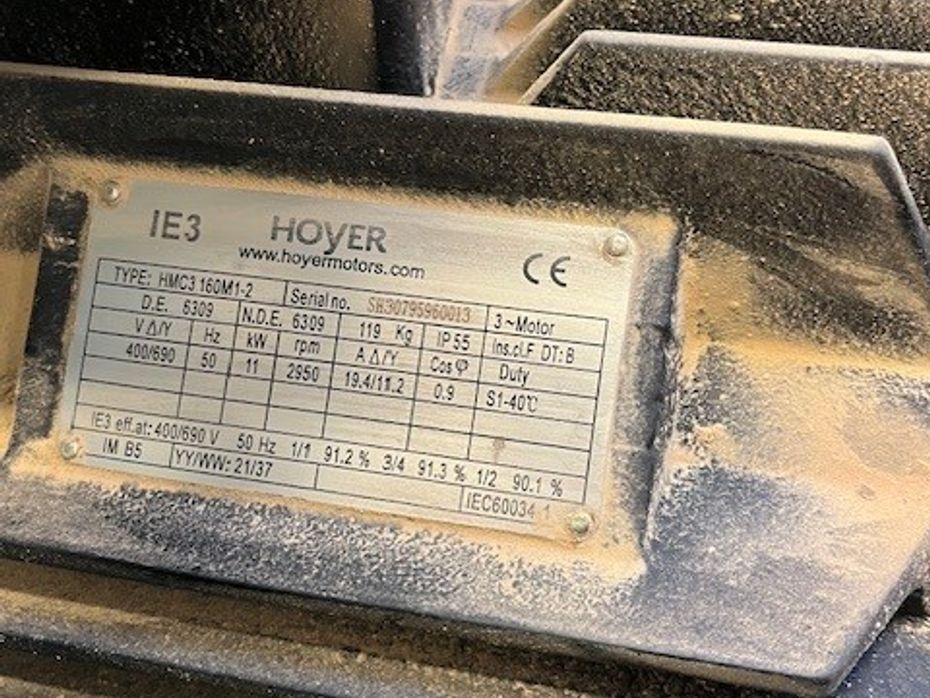 IE3 HOYER CE
www.hoyermotors.com
TYPE: HMC3 160M1-2 Serial no. SH30795960013 3~Motor
D.E. 6309 N.D.E. 6309 119 Kg IP 55 Ins.cl.F DT: B
V Δ/Y Hz kW rpm A Δ/Y Cos φ Duty
400/690 50 11 2950 19.4/11.2 0.9 S1-40℃
IE3 eff.at: 400/690 V 50 Hz 1/1 91.2 % 3/4 91.3 % 1/2 90.1 %
IM B5 YY/WW: 21/37
IEC60034-1